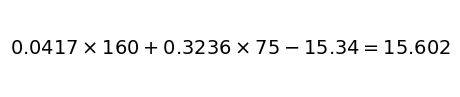 0.0417 × 160 + 0.3236 × 75 − 15.34 = 15.602